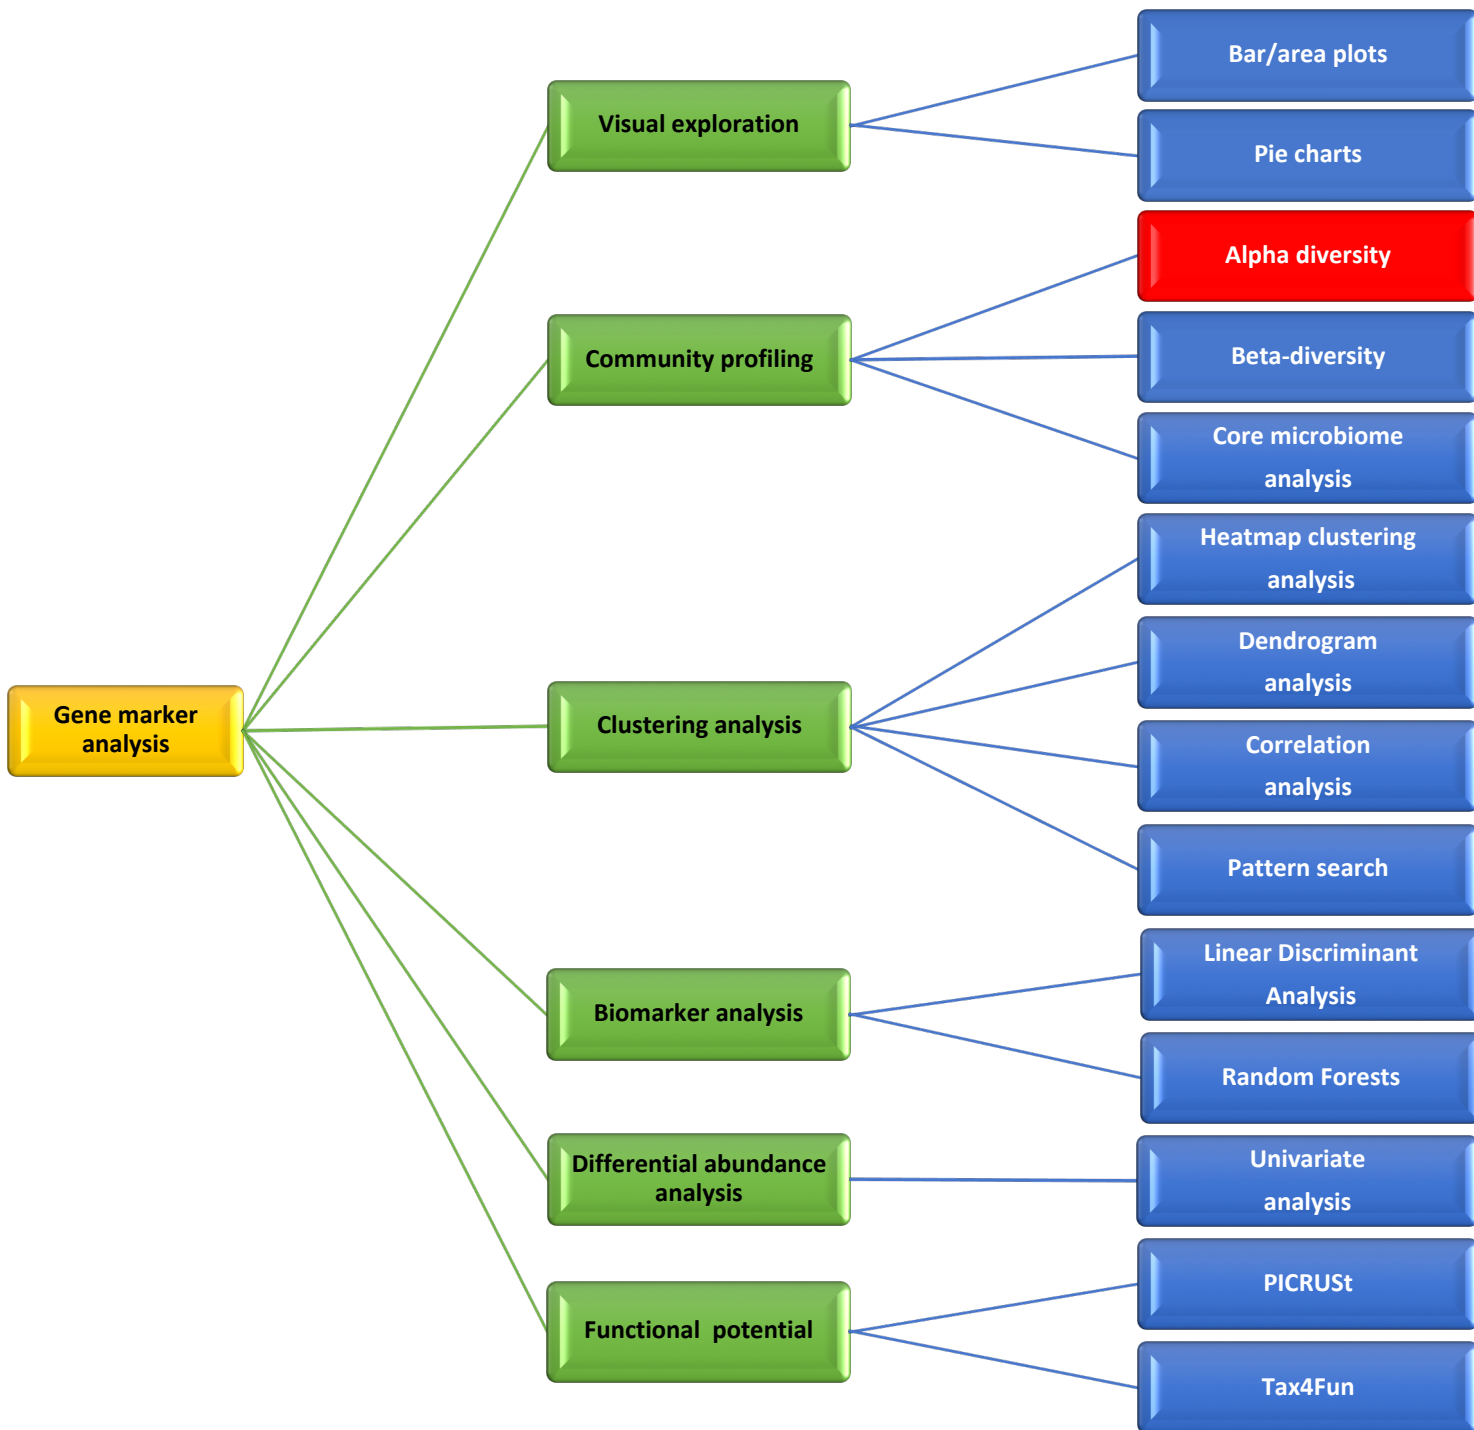 Gene marker
analysis
Visual exploration
Bar/area plots
Pie charts
Community profiling
Alpha diversity
Beta-diversity
Core microbiome
analysis
Clustering analysis
Heatmap clustering
analysis
Dendrogram
analysis
Correlation
analysis
Pattern search
Biomarker analysis
Linear Discriminant
Analysis
Random Forests
Differential abundance
analysis
Univariate
analysis
Functional  potential
PICRUSt
Tax4Fun